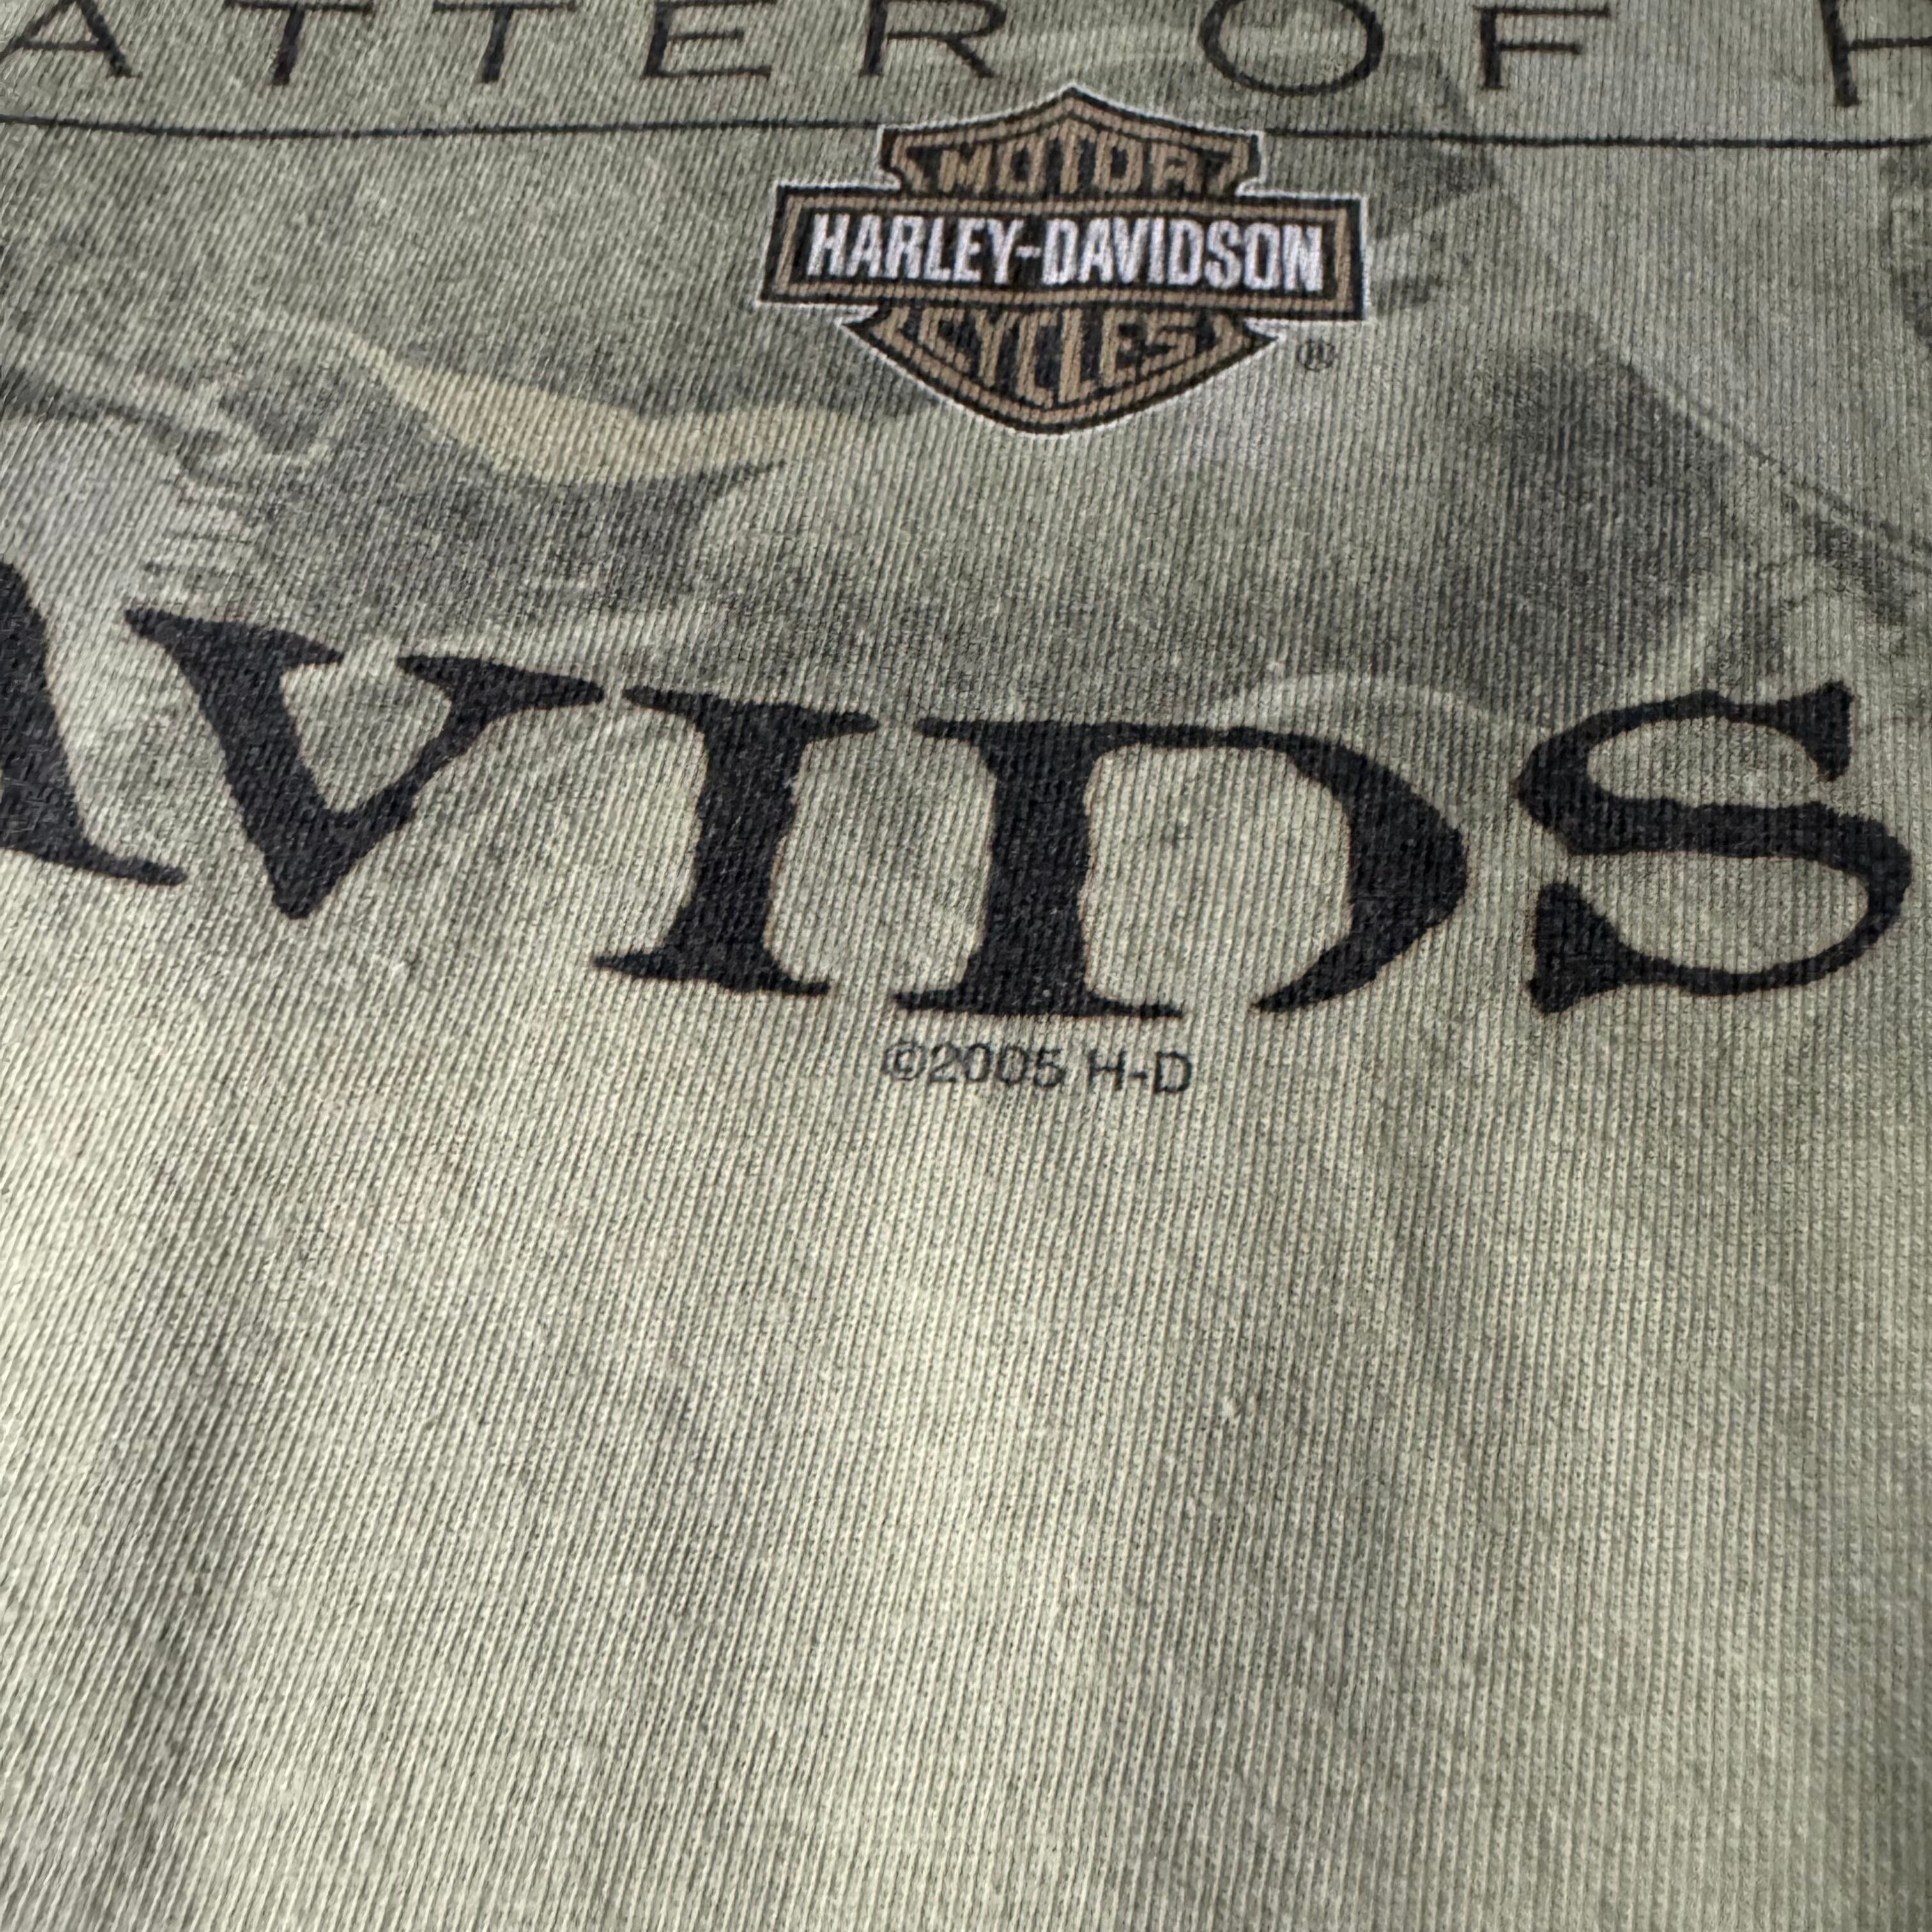 ATTER OF
MOTOR
HARLEY-DAVIDSON
CYCLES
®
AVIDS
©2005 H-D